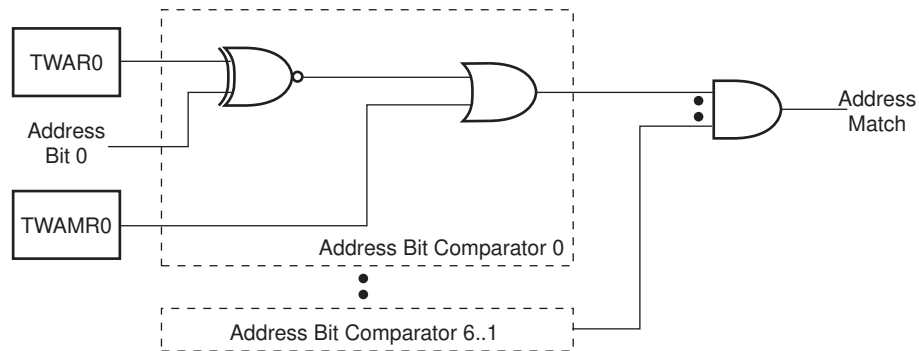 TWAR0
Address
Bit 0
Address
Match
TWAMR0
Address Bit Comparator 0
Address Bit Comparator 6..1